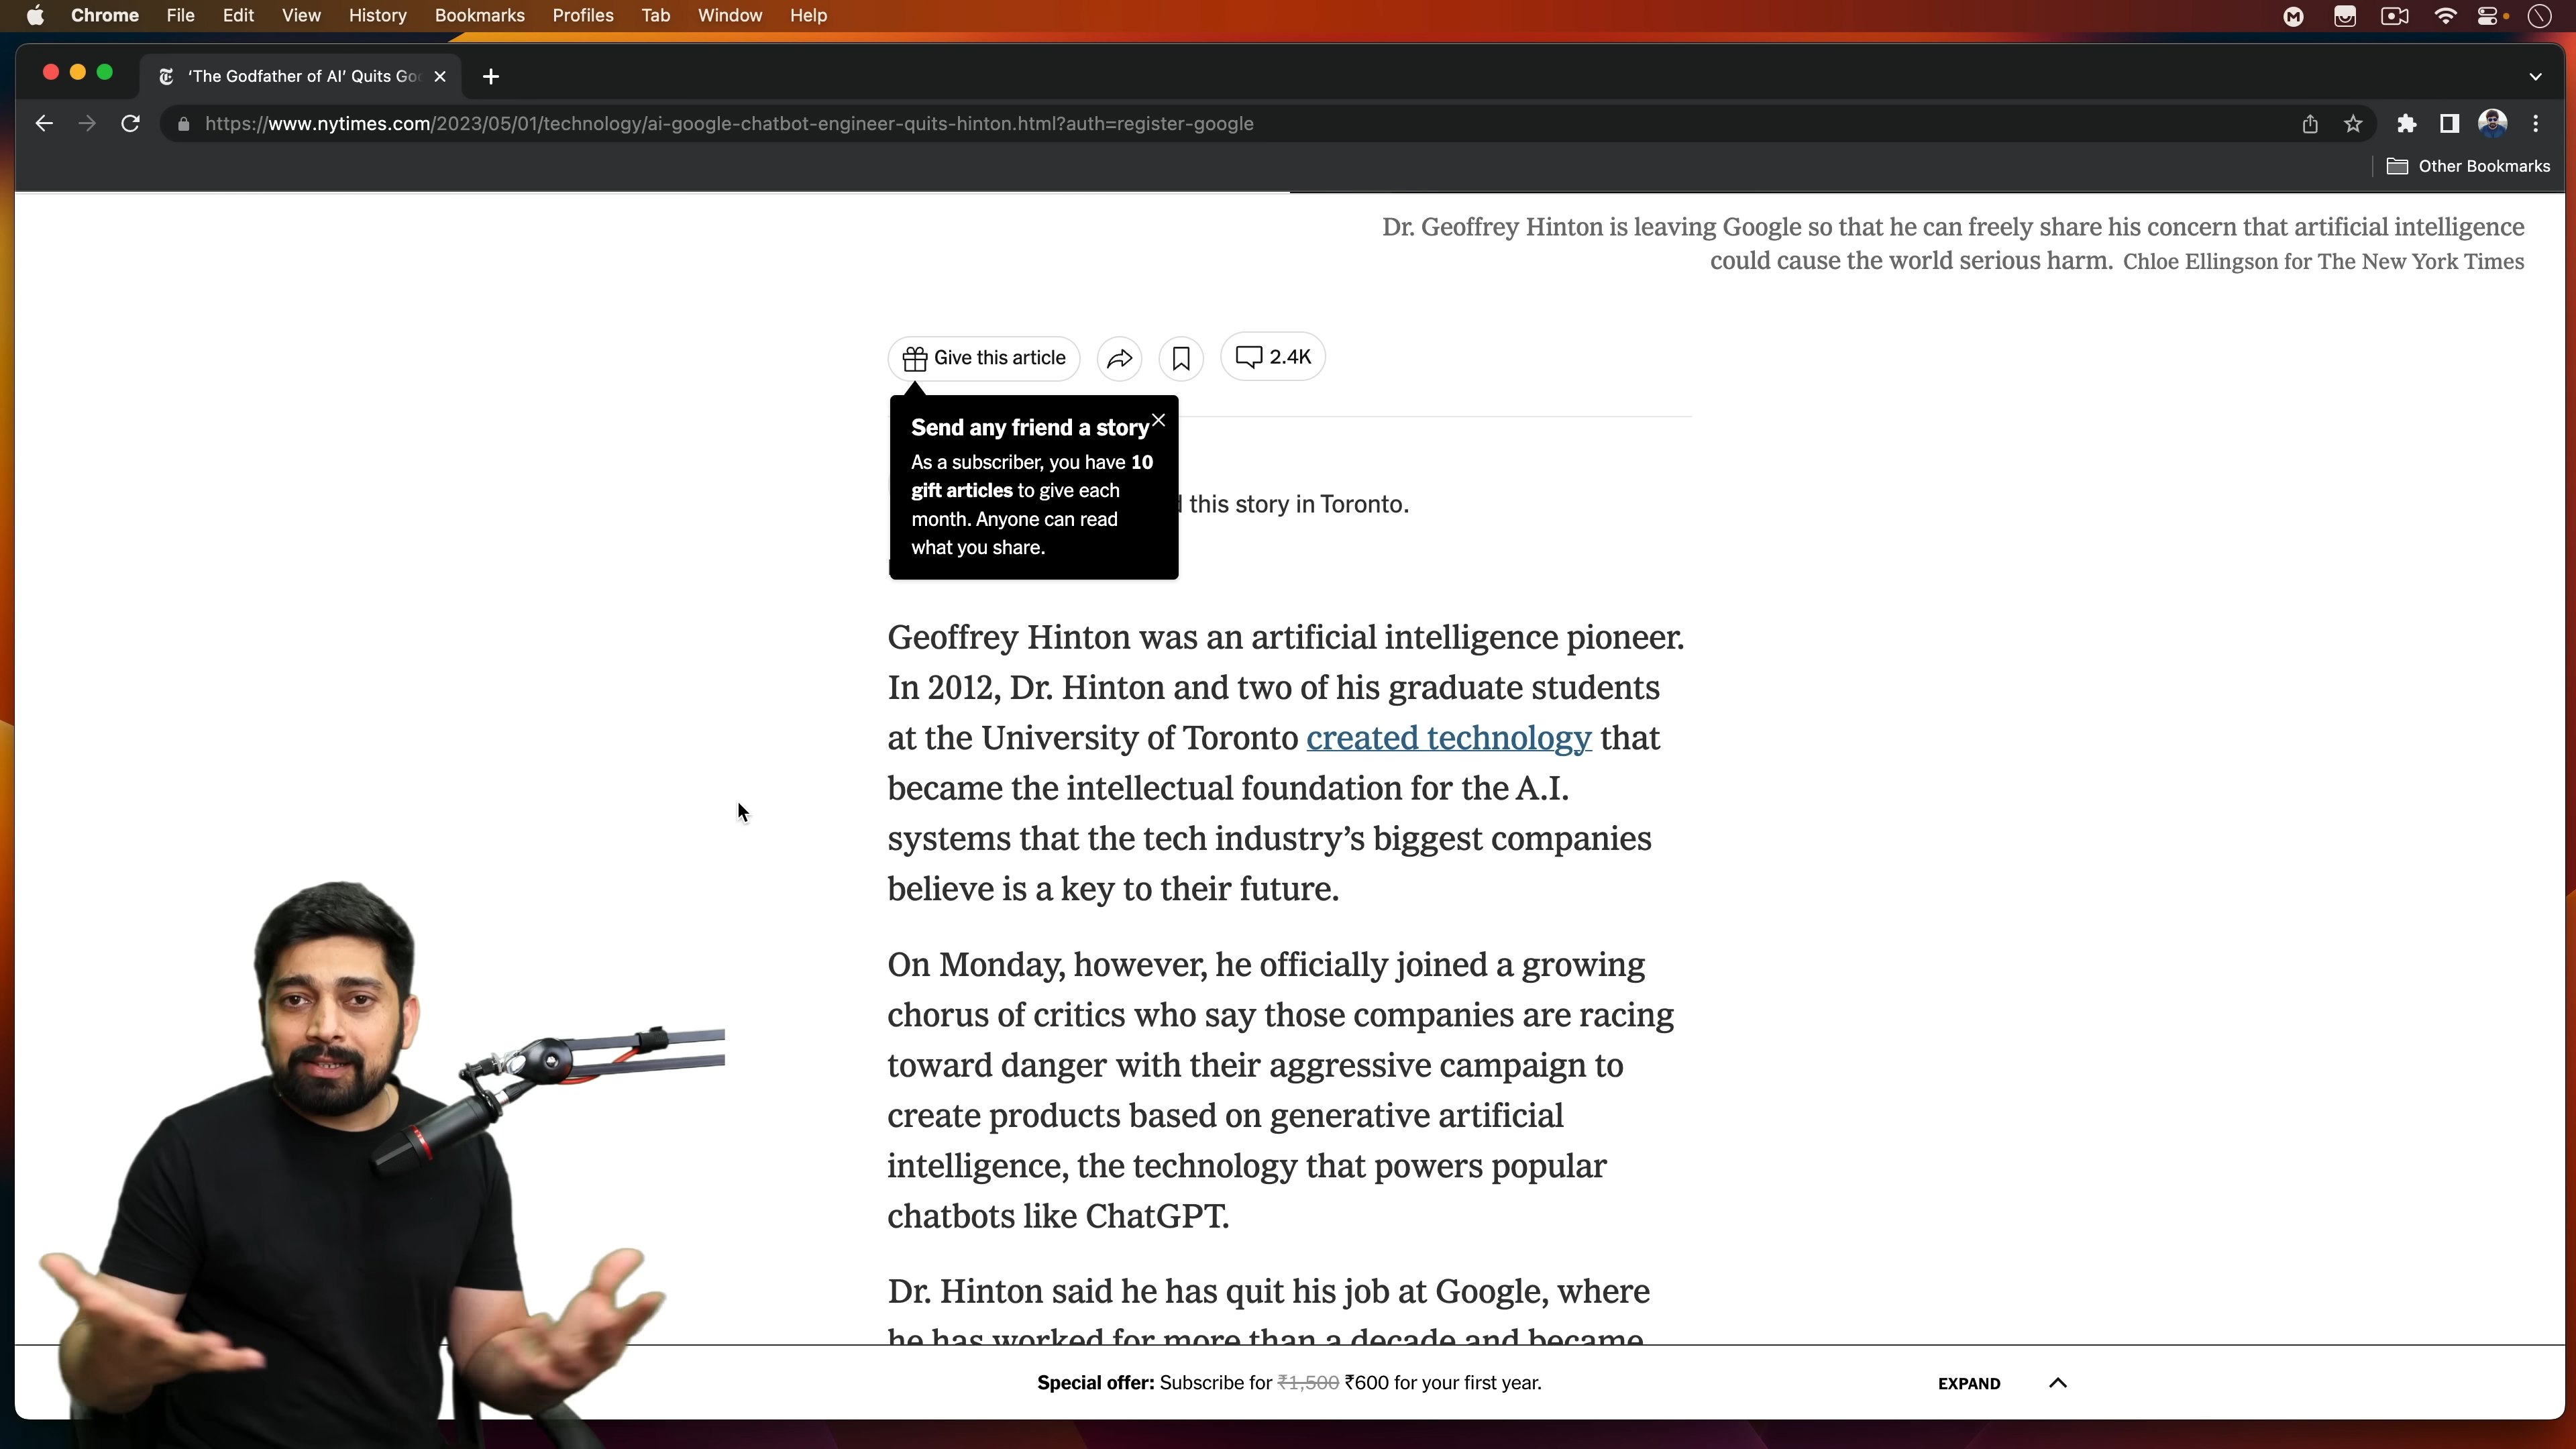 Chrome File Edit View History Bookmarks Profiles Tab Window Help
‘The Godfather of AI’ Quits Go
https://www.nytimes.com/2023/05/01/technology/ai-google-chatbot-engineer-quits-hinton.html?auth=register-google
Other Bookmarks
Dr. Geoffrey Hinton is leaving Google so that he can freely share his concern that artificial intelligence
could cause the world serious harm. Chloe Ellingson for The New York Times
Give this article 2.4K
Send any friend a story
As a subscriber, you have 10
gift articles to give each
month. Anyone can read
what you share.
this story in Toronto.
Geoffrey Hinton was an artificial intelligence pioneer.
In 2012, Dr. Hinton and two of his graduate students
at the University of Toronto created technology that
became the intellectual foundation for the A.I.
systems that the tech industry’s biggest companies
believe is a key to their future.
On Monday, however, he officially joined a growing
chorus of critics who say those companies are racing
toward danger with their aggressive campaign to
create products based on generative artificial
intelligence, the technology that powers popular
chatbots like ChatGPT.
Dr. Hinton said he has quit his job at Google, where
he has worked for more than a decade and became
Special offer: Subscribe for ₹1,500 ₹600 for your first year.
EXPAND